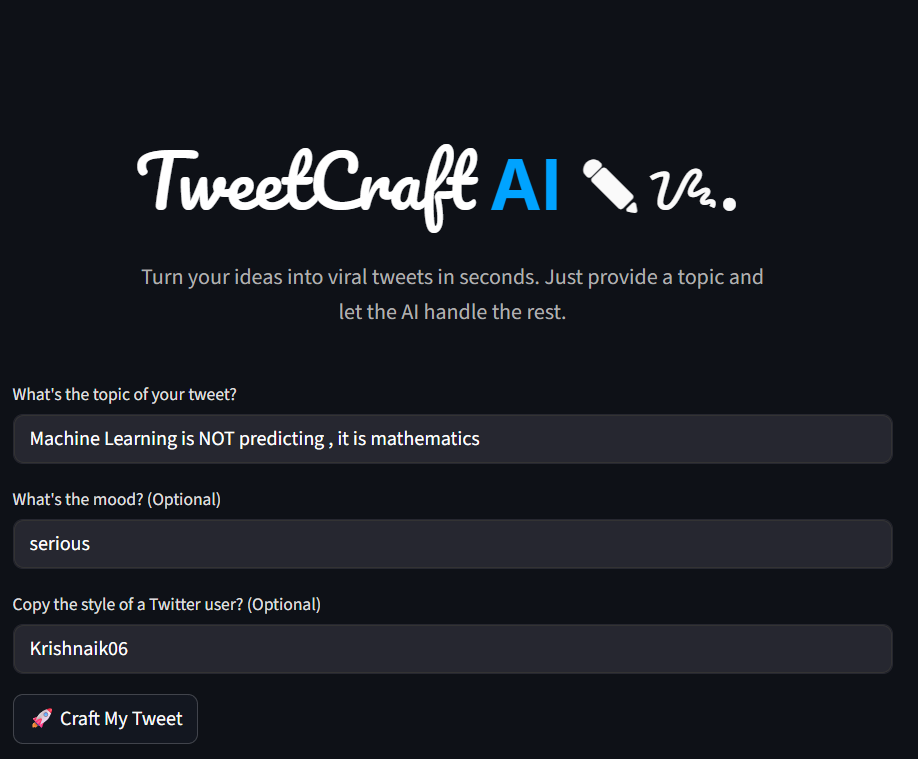 TweetCraft AI .
Turn your ideas into viral tweets in seconds. Just provide a topic and
let the AI handle the rest.
What's the topic of your tweet?
Machine Learning is NOT predicting , it is mathematics
What's the mood? (Optional)
serious
Copy the style of a Twitter user? (Optional)
Krishnaik06
🚀 Craft My Tweet